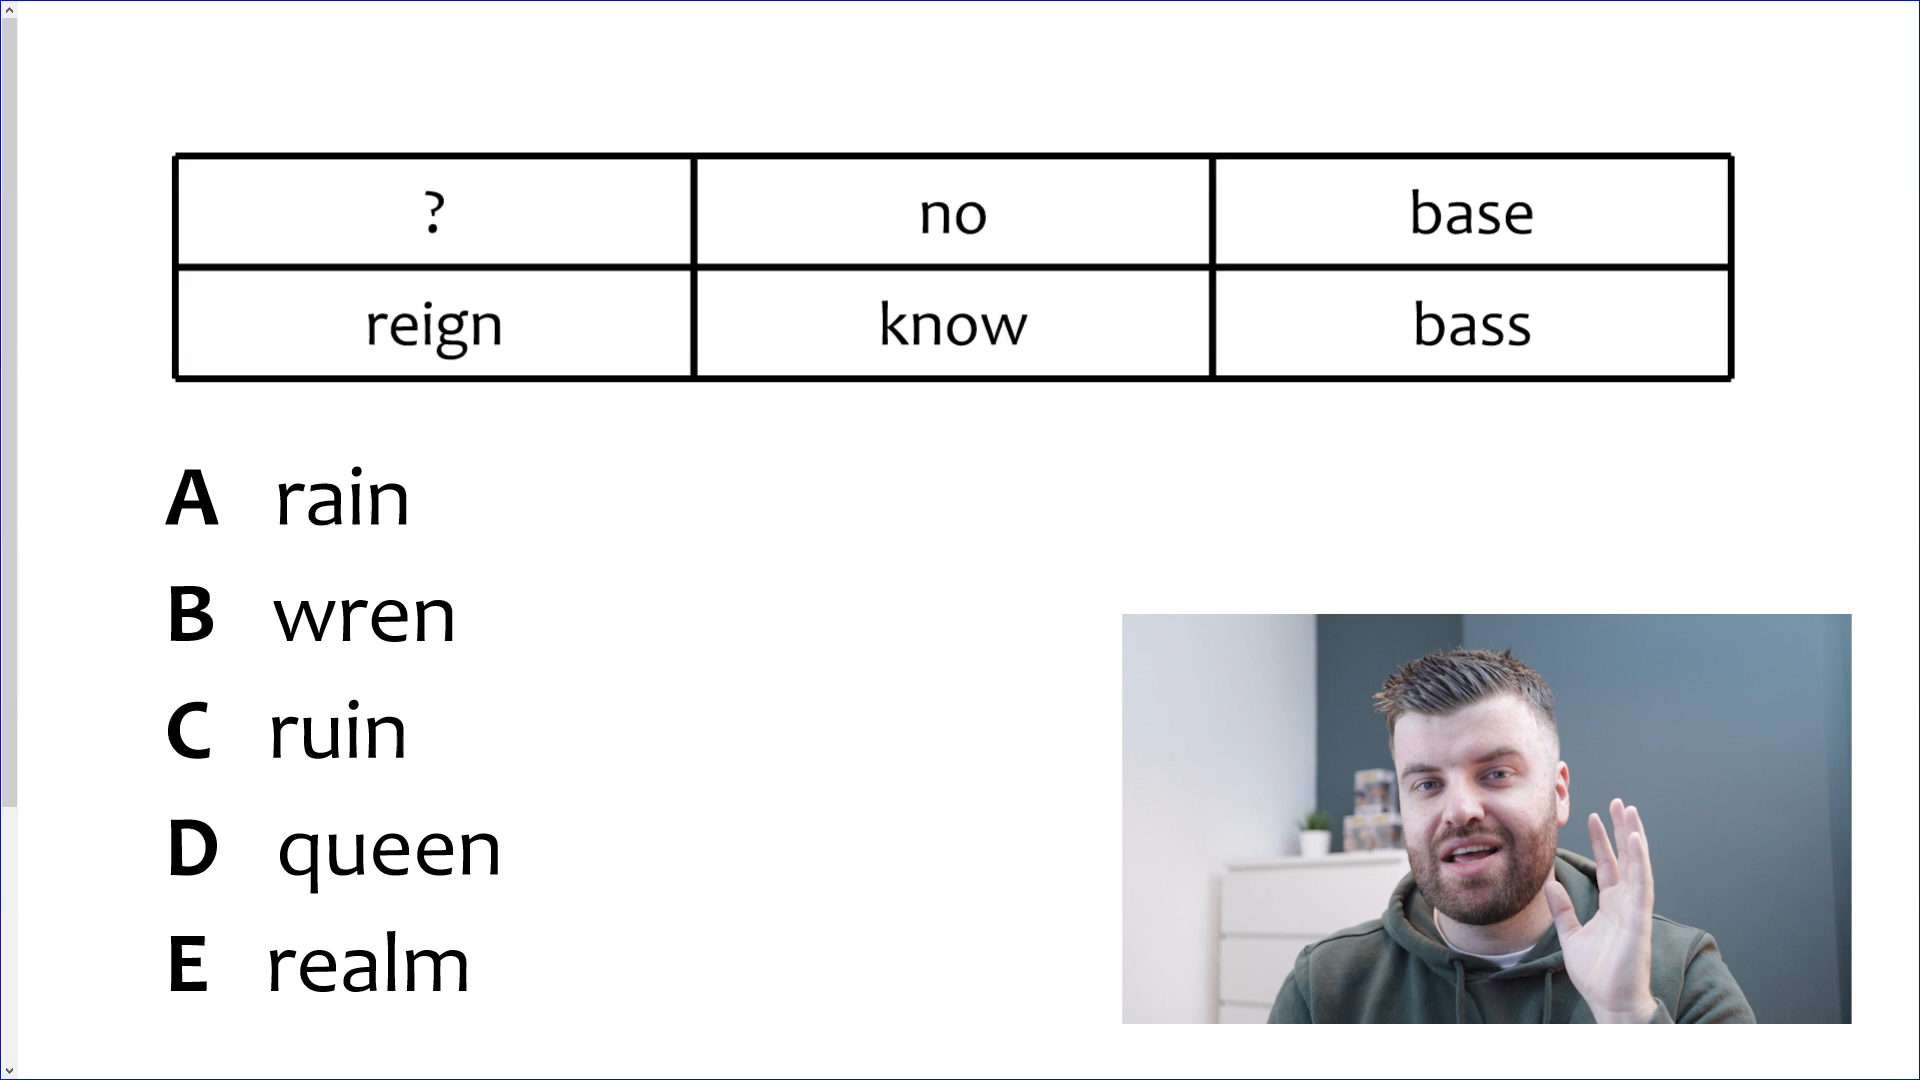 ? no base
reign know bass
A rain
B wren
C ruin
D queen
E realm